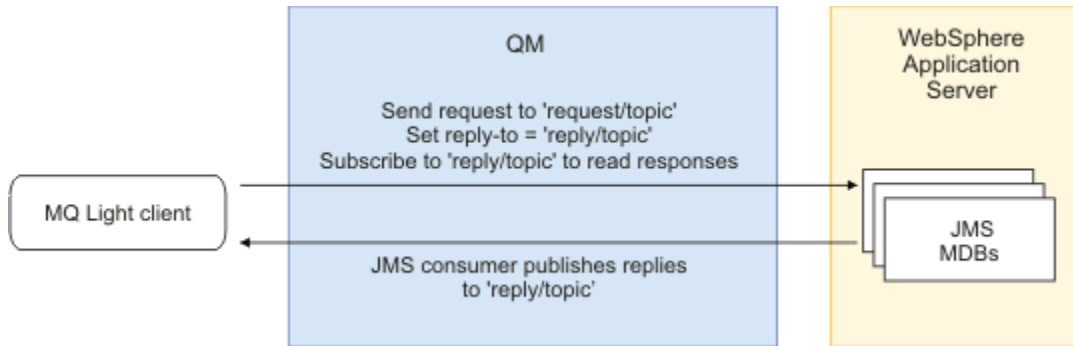 QM
WebSphere
Application
Server
Send request to 'request/topic'
Set reply-to = 'reply/topic'
Subscribe to 'reply/topic' to read responses
MQ Light client
JMS
MDBs
JMS consumer publishes replies
to 'reply/topic'